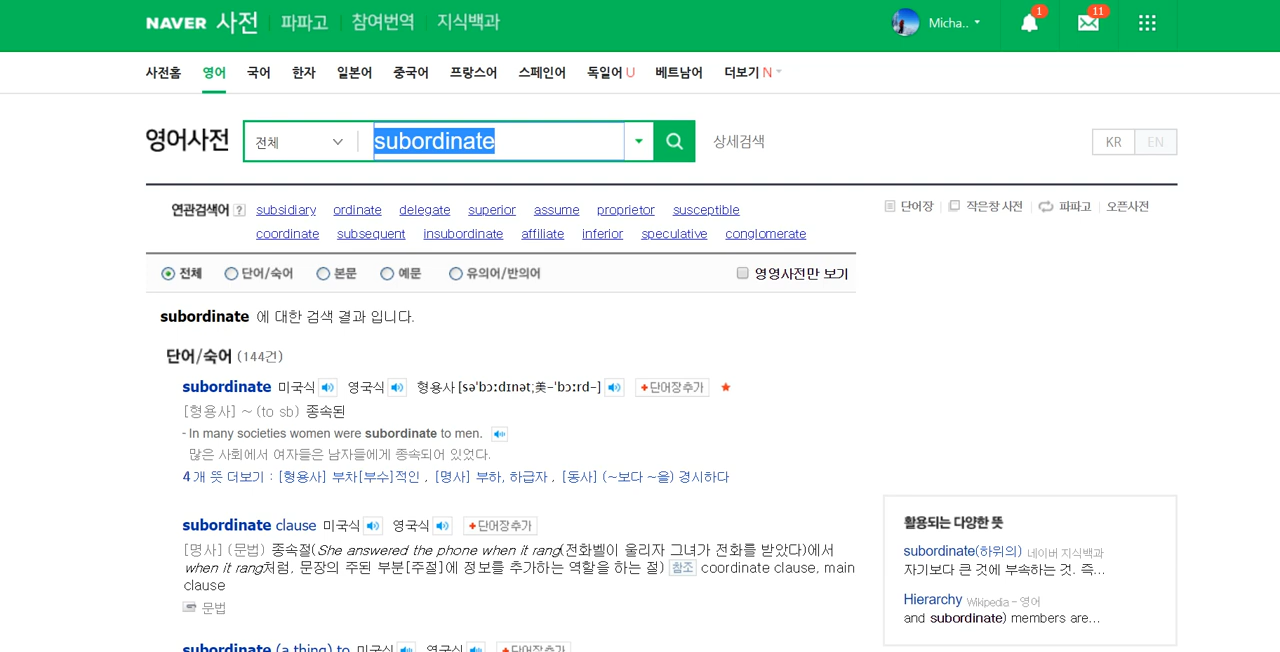 NAVER 사전 파파고 참여번역 지식백과 Micha.. 1 11
사전홈 영어 국어 한자 일본어 중국어 프랑스어 스페인어 독일어 U 베트남어 더보기 N
영어사전 전체 subordinate 상세검색 KR EN
연관검색어 ? subsidiary ordinate delegate superior assume proprietor susceptible
coordinate subsequent insubordinate affiliate inferior speculative conglomerate
단어장 작은창 사전 파파고 오픈사전
전체 단어/숙어 본문 예문 유의어/반의어 영영사전만 보기
subordinate 에 대한 검색 결과 입니다.
단어/숙어 (144건)
subordinate 미국식 영국식 형용사 [səˈbɔːdɪnət;美-ˈbɔːrd-] +단어장추가
[형용사] ~ (to sb) 종속된
- In many societies women were subordinate to men.
많은 사회에서 여자들은 남자들에게 종속되어 있었다.
4개 뜻 더보기 : [형용사] 부차[부수]적인 , [명사] 부하, 하급자 , [동사] (~보다 ~을) 경시하다
subordinate clause 미국식 영국식 +단어장추가
[명사] (문법) 종속절(She answered the phone when it rang(전화벨이 울리자 그녀가 전화를 받았다)에서
when it rang처럼, 문장의 주된 부분[주절]에 정보를 추가하는 역할을 하는 절) 참조 coordinate clause, main
clause
문법
subordinate (a thing) to 미국식 영국식 +단어장추가
활용되는 다양한 뜻
subordinate(하위의) 네이버 지식백과
자기보다 큰 것에 부속하는 것. 즉...
Hierarchy Wikipedia - 영어
and subordinate) members are...